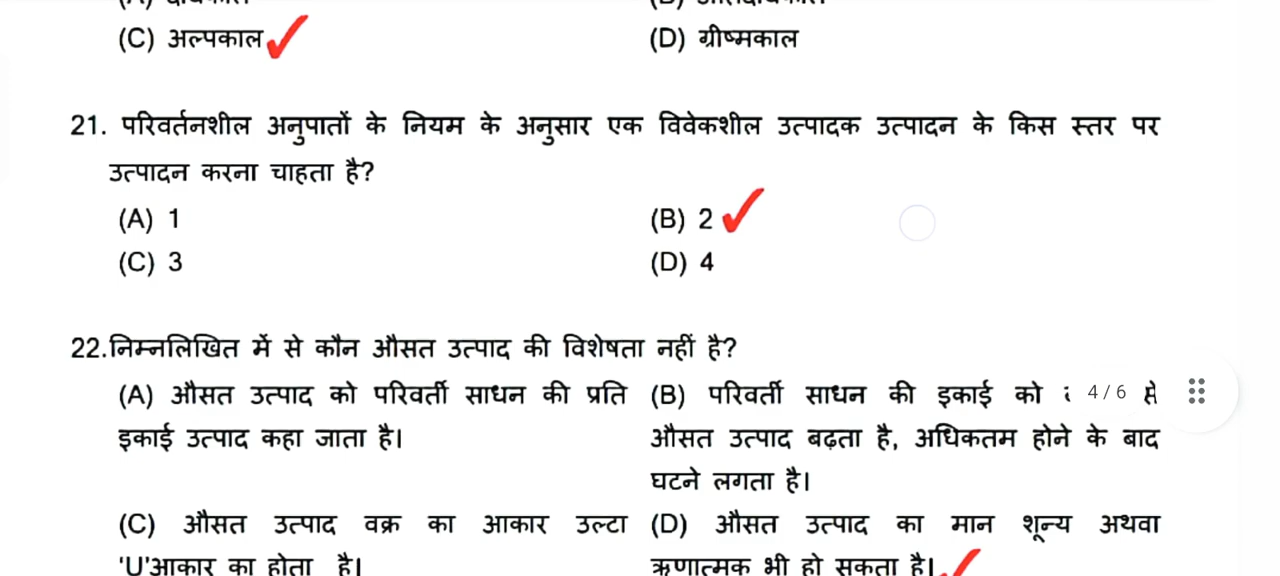 (C) अल्पकाल (D) ग्रीष्मकाल
21. परिवर्तनशील अनुपातों के नियम के अनुसार एक विवेकशील उत्पादक उत्पादन के किस स्तर पर
उत्पादन करना चाहता है?
(A) 1 (B) 2
(C) 3 (D) 4
22.निम्नलिखित में से कौन औसत उत्पाद की विशेषता नहीं है?
(A) औसत उत्पाद को परिवर्ती साधन की प्रति (B) परिवर्ती साधन की इकाई को 4/6 से
इकाई उत्पाद कहा जाता है। औसत उत्पाद बढ़ता है, अधिकतम होने के बाद
घटने लगता है।
(C) औसत उत्पाद वक्र का आकार उल्टा (D) औसत उत्पाद का मान शून्य अथवा
'U'आकार का होता है। ऋणात्मक भी हो सकता है।